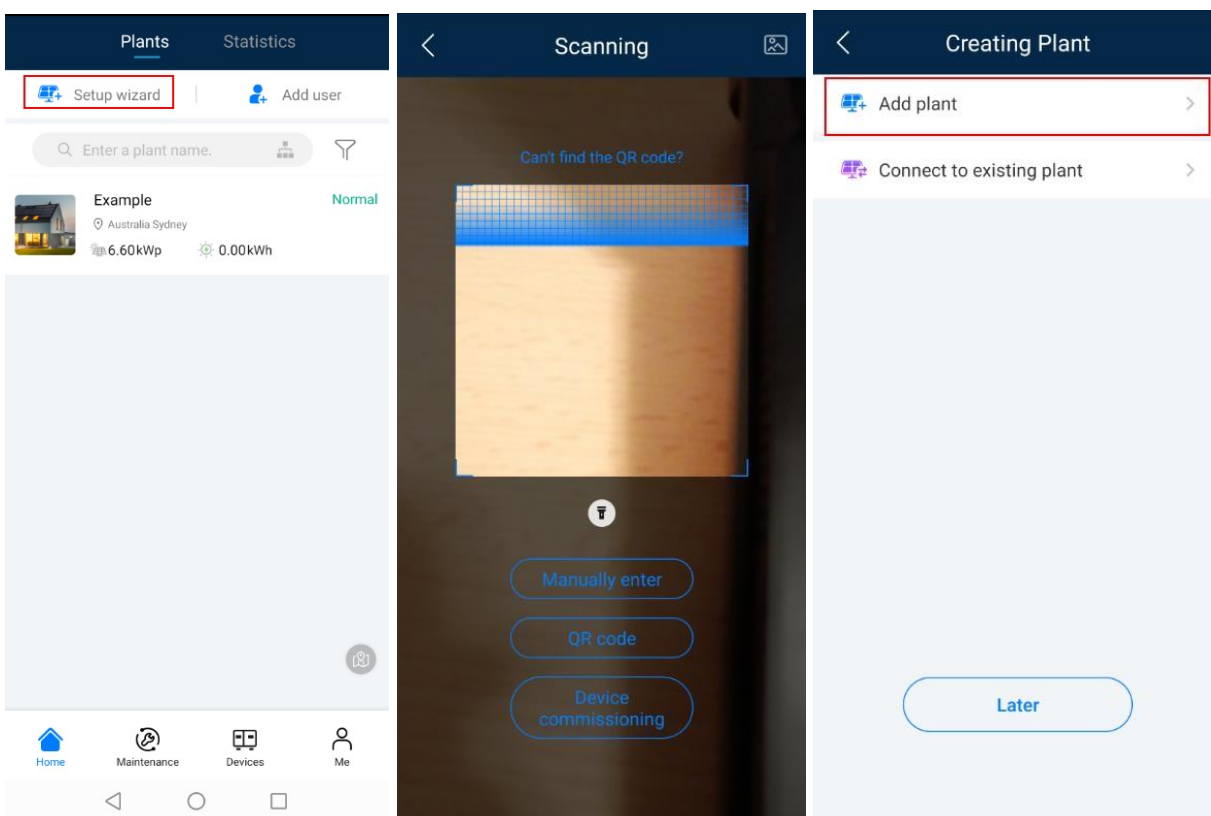 Plants
Statistics
Setup wizard
Add user
Enter a plant name.
Example
Normal
Australia Sydney
6.60kWp
0.00kWh
Home
Maintenance
Devices
Me
Scanning
Can't find the QR code?
Manually enter
QR code
Device
commissioning
Creating Plant
Add plant
Connect to existing plant
Later